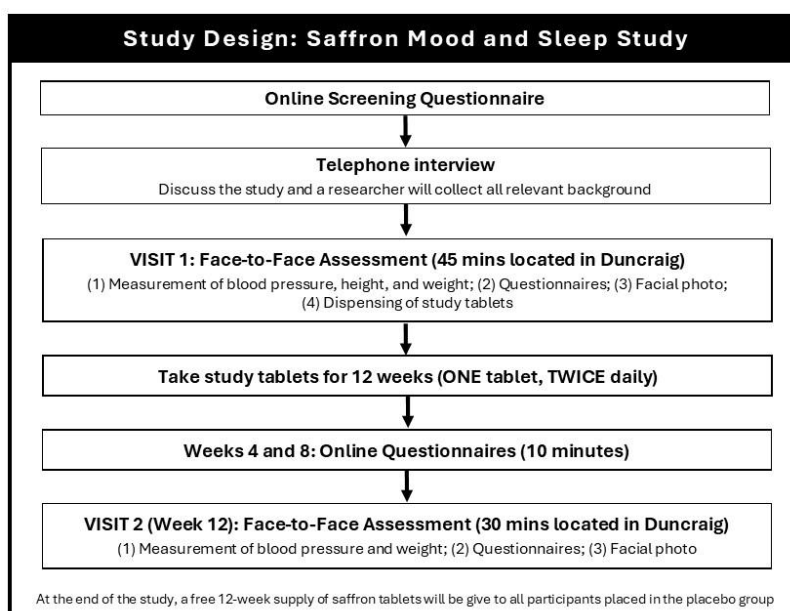 Study Design: Saffron Mood and Sleep Study
Online Screening Questionnaire
Telephone interview
Discuss the study and a researcher will collect all relevant background
VISIT 1: Face-to-Face Assessment (45 mins located in Duncraig)
(1) Measurement of blood pressure, height, and weight; (2) Questionnaires; (3) Facial photo;
(4) Dispensing of study tablets
Take study tablets for 12 weeks (ONE tablet, TWICE daily)
Weeks 4 and 8: Online Questionnaires (10 minutes)
VISIT 2 (Week 12): Face-to-Face Assessment (30 mins located in Duncraig)
(1) Measurement of blood pressure and weight; (2) Questionnaires; (3) Facial photo
At the end of the study, a free 12-week supply of saffron tablets will be give to all participants placed in the placebo group